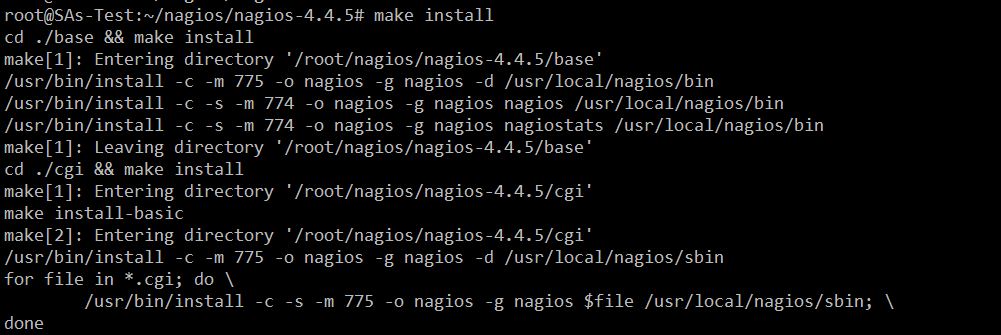 root@SAs-Test:~/nagios/nagios-4.4.5# make install
cd ./base && make install
make[1]: Entering directory '/root/nagios/nagios-4.4.5/base'
/usr/bin/install -c -m 775 -o nagios -g nagios -d /usr/local/nagios/bin
/usr/bin/install -c -s -m 774 -o nagios -g nagios nagios /usr/local/nagios/bin
/usr/bin/install -c -s -m 774 -o nagios -g nagios nagiostats /usr/local/nagios/bin
make[1]: Leaving directory '/root/nagios/nagios-4.4.5/base'
cd ./cgi && make install
make[1]: Entering directory '/root/nagios/nagios-4.4.5/cgi'
make install-basic
make[2]: Entering directory '/root/nagios/nagios-4.4.5/cgi'
/usr/bin/install -c -m 775 -o nagios -g nagios -d /usr/local/nagios/sbin
for file in *.cgi; do \
        /usr/bin/install -c -s -m 775 -o nagios -g nagios $file /usr/local/nagios/sbin; \
done